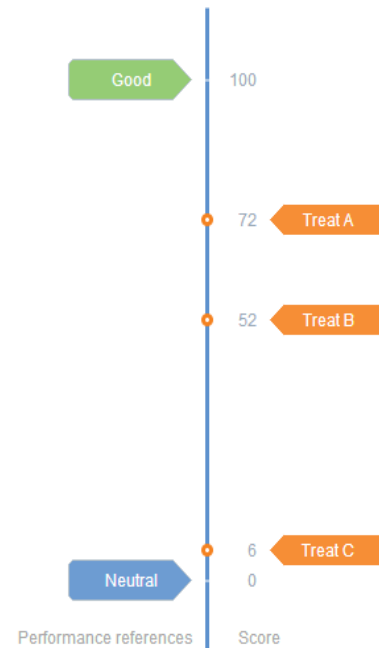 Good 100
72 Treat A
52 Treat B
6 Treat C
Neutral 0
Performance references Score